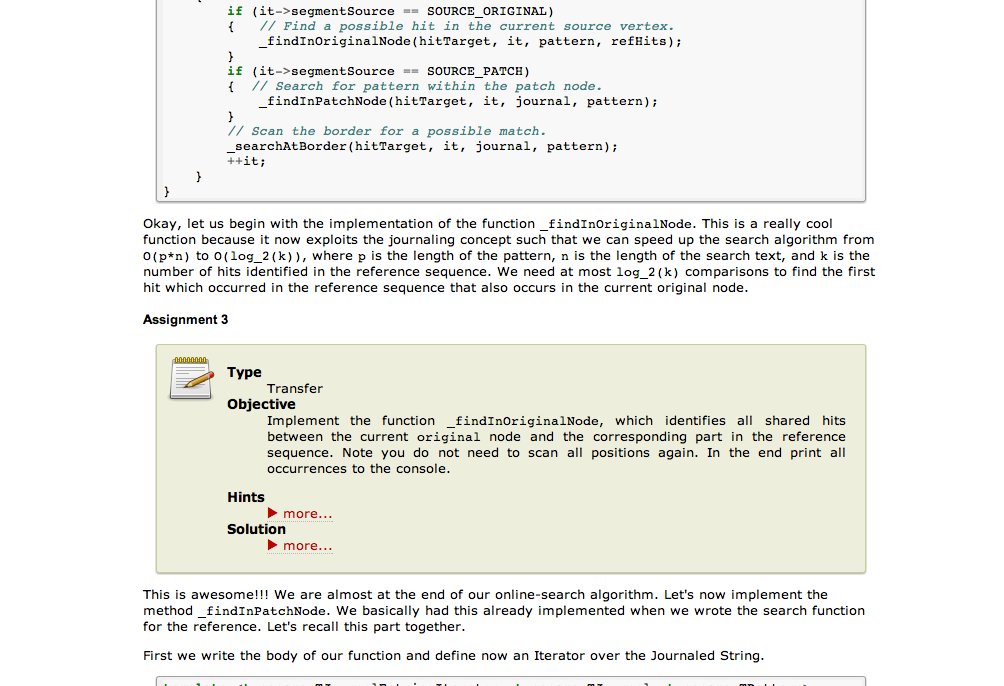 if (it->segmentSource == SOURCE_ORIGINAL)
{   // Find a possible hit in the current source vertex.
_findInOriginalNode(hitTarget, it, pattern, refHits);
}
if (it->segmentSource == SOURCE_PATCH)
{  // Search for pattern within the patch node.
_findInPatchNode(hitTarget, it, journal, pattern);
}
// Scan the border for a possible match.
_searchAtBorder(hitTarget, it, journal, pattern);
++it;
}
}
Okay, let us begin with the implementation of the function _findInOriginalNode. This is a really cool
function because it now exploits the journaling concept such that we can speed up the search algorithm from
O(p*n) to O(log_2(k)), where p is the length of the pattern, n is the length of the search text, and k is the
number of hits identified in the reference sequence. We need at most log_2(k) comparisons to find the first
hit which occurred in the reference sequence that also occurs in the current original node.
Assignment 3
Type
Transfer
Objective
Implement the function _findInOriginalNode, which identifies all shared hits
between the current original node and the corresponding part in the reference
sequence. Note you do not need to scan all positions again. In the end print all
occurrences to the console.
Hints
▶ more...
Solution
▶ more...
This is awesome!!! We are almost at the end of our online-search algorithm. Let's now implement the
method _findInPatchNode. We basically had this already implemented when we wrote the search function
for the reference. Let's recall this part together.
First we write the body of our function and define now an Iterator over the Journaled String.